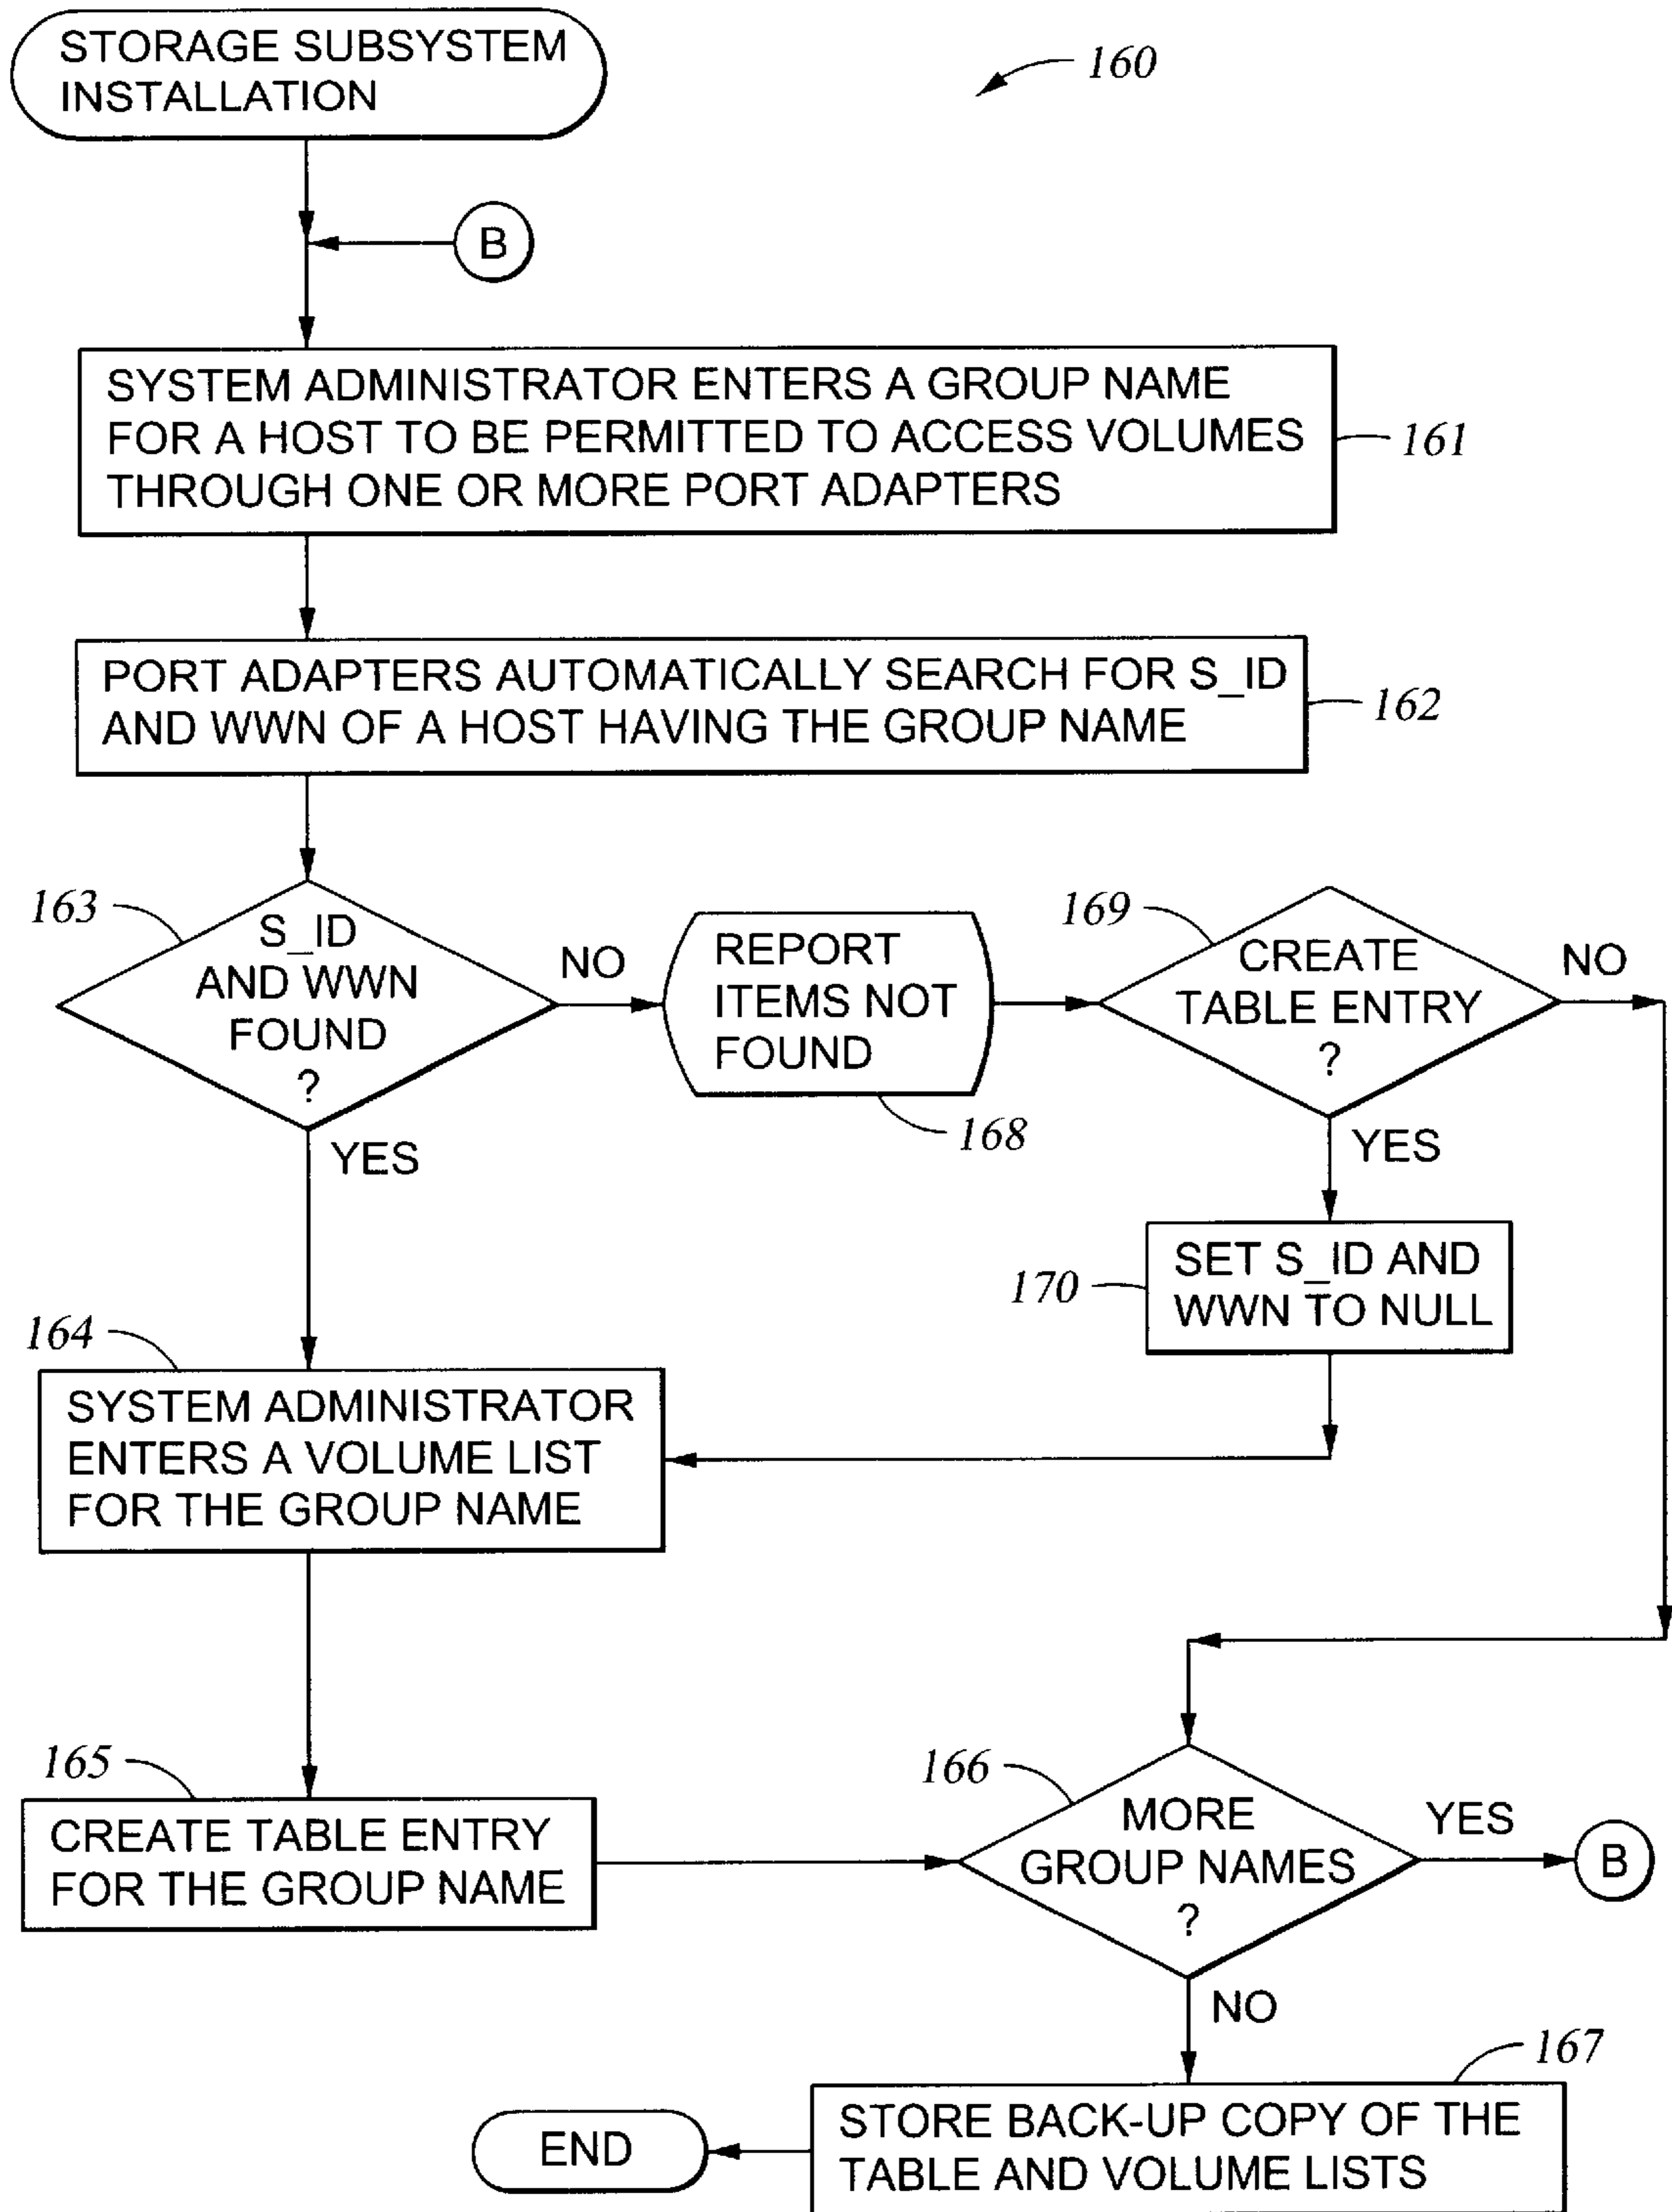 STORAGE SUBSYSTEM
INSTALLATION
160
B
SYSTEM ADMINISTRATOR ENTERS A GROUP NAME
FOR A HOST TO BE PERMITTED TO ACCESS VOLUMES
THROUGH ONE OR MORE PORT ADAPTERS
161
PORT ADAPTERS AUTOMATICALLY SEARCH FOR S_ID
AND WWN OF A HOST HAVING THE GROUP NAME
162
163
S_ID
AND WWN
FOUND
?
NO
YES
REPORT
ITEMS NOT
FOUND
168
169
CREATE
TABLE ENTRY
?
NO
YES
SET S_ID AND
WWN TO NULL
170
164
SYSTEM ADMINISTRATOR
ENTERS A VOLUME LIST
FOR THE GROUP NAME
165
CREATE TABLE ENTRY
FOR THE GROUP NAME
166
MORE
GROUP NAMES
?
YES
B
NO
167
STORE BACK-UP COPY OF THE
TABLE AND VOLUME LISTS
END